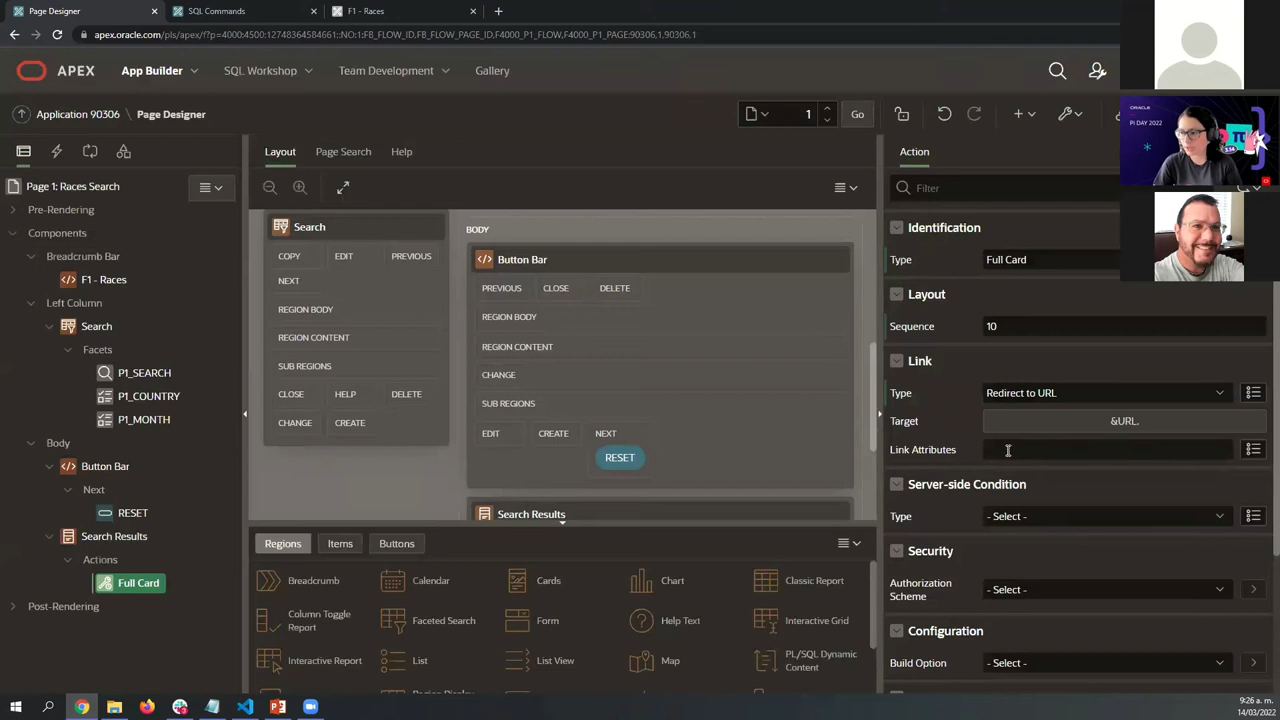 Page Designer
SQL Commands
F1 - Races
apex.oracle.com/pls/apex/f?p=4000:4500:12748364584661::NO:1:FB_FLOW_ID,FB_FLOW_PAGE_ID,F4000_P1_FLOW,F4000_P1_PAGE:90306,1,90306,1
APEX
App Builder
SQL Workshop
Team Development
Gallery
ORACLE
PI DAY 2022
Application 90306
Page Designer
1
Go
Layout
Page Search
Help
Action
Page 1: Races Search
Pre-Rendering
Components
Breadcrumb Bar
F1 - Races
Left Column
Search
Facets
P1_SEARCH
P1_COUNTRY
P1_MONTH
Body
Button Bar
Next
RESET
Search Results
Actions
Full Card
Post-Rendering
Search
COPY
EDIT
PREVIOUS
NEXT
REGION BODY
REGION CONTENT
SUB REGIONS
CLOSE
HELP
DELETE
CHANGE
CREATE
BODY
Button Bar
PREVIOUS
CLOSE
DELETE
REGION BODY
REGION CONTENT
CHANGE
SUB REGIONS
EDIT
CREATE
NEXT
RESET
Search Results
Regions
Items
Buttons
Breadcrumb
Calendar
Cards
Chart
Classic Report
Column Toggle
Report
Faceted Search
Form
Help Text
Interactive Grid
Interactive Report
List
List View
Map
PL/SQL Dynamic
Content
Region Display
Filter
Identification
Type
Full Card
Layout
Sequence
10
Link
Type
Redirect to URL
Target
&URL.
Link Attributes
Server-side Condition
Type
- Select -
Security
Authorization
Scheme
- Select -
Configuration
Build Option
- Select -
9:26 a. m.
14/03/2022